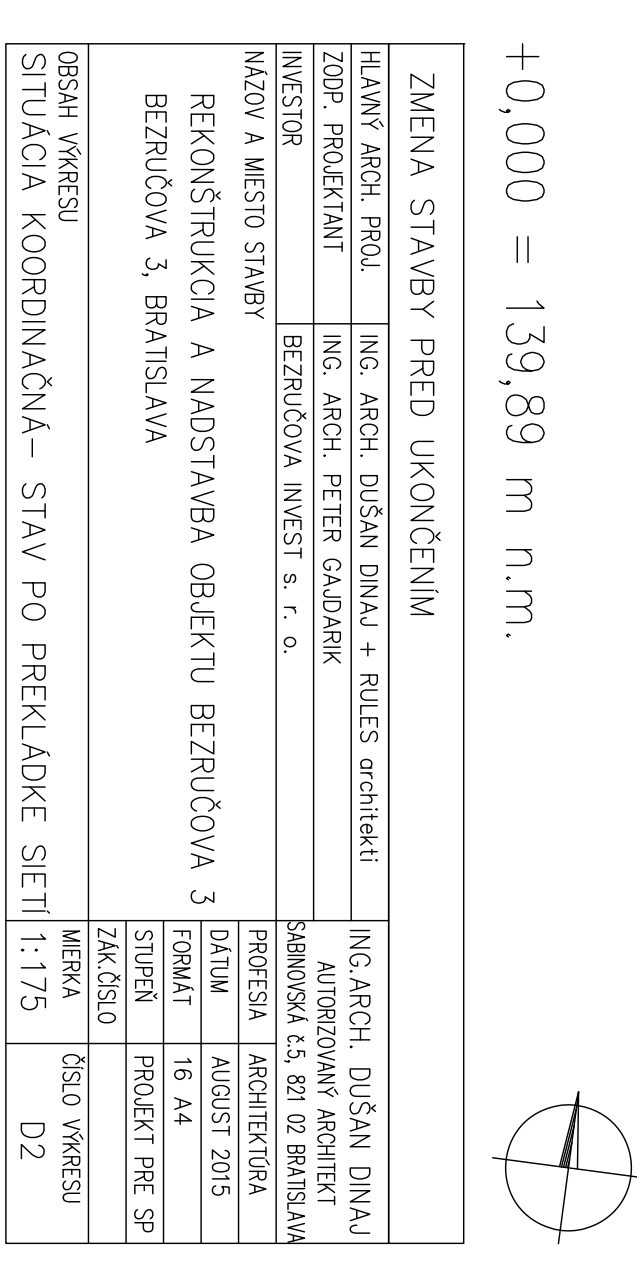 +0,000 = 139,89 m n.m.
ZMENA STAVBY PRED UKONČENÍM
HLAVNÝ ARCH. PROJ. ING. ARCH. DUŠAN DINAJ + RULES architekti
ZODP. PROJEKTANT ING. ARCH. PETER GAJDARIK
INVESTOR BEZRUČOVA INVEST s. r. o.
ING.ARCH. DUŠAN DINAJ
AUTORIZOVANÝ ARCHITEKT
SABINOVSKÁ č.5, 821 02 BRATISLAVA
NÁZOV A MIESTO STAVBY
REKONŠTRUKCIA A NADSTAVBA OBJEKTU BEZRUČOVA 3
BEZRUČOVA 3, BRATISLAVA
PROFESIA ARCHITEKTÚRA
DÁTUM AUGUST 2015
FORMÁT 16 A4
STUPEŇ PROJEKT PRE SP
ZÁK.ČÍSLO
OBSAH VÝKRESU
SITUÁCIA KOORDINAČNÁ– STAV PO PREKLÁDKE SIETÍ
MIERKA
1:175
ČÍSLO VÝKRESU
D2